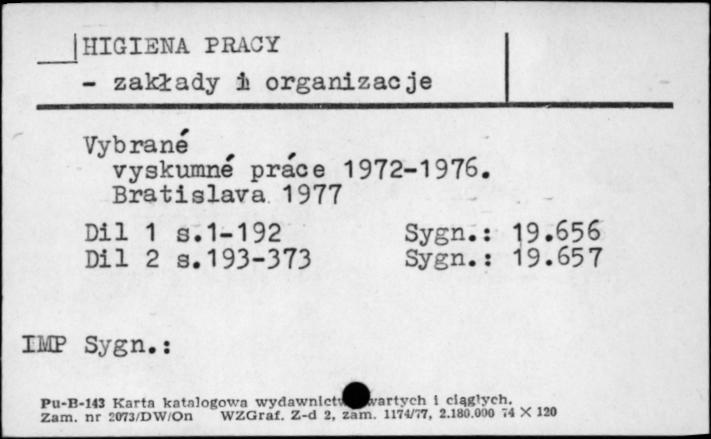 HIGIENA PRACY
- zakłady i organizacje
Vybrané
vyskumné práce 1972-1976.
Bratislava 1977
Dil 1 s.1-192 Sygn.: 19.656
Dil 2 s.193-373 Sygn.: 19.657
IMP Sygn.:
Pu-B-143 Karta katalogowa wydawnictw wartych i ciągłych.
Zam. nr 2073/DW/On WZGraf. Z-d 2, zam. 1174/77, 2.180.000 74 X 120